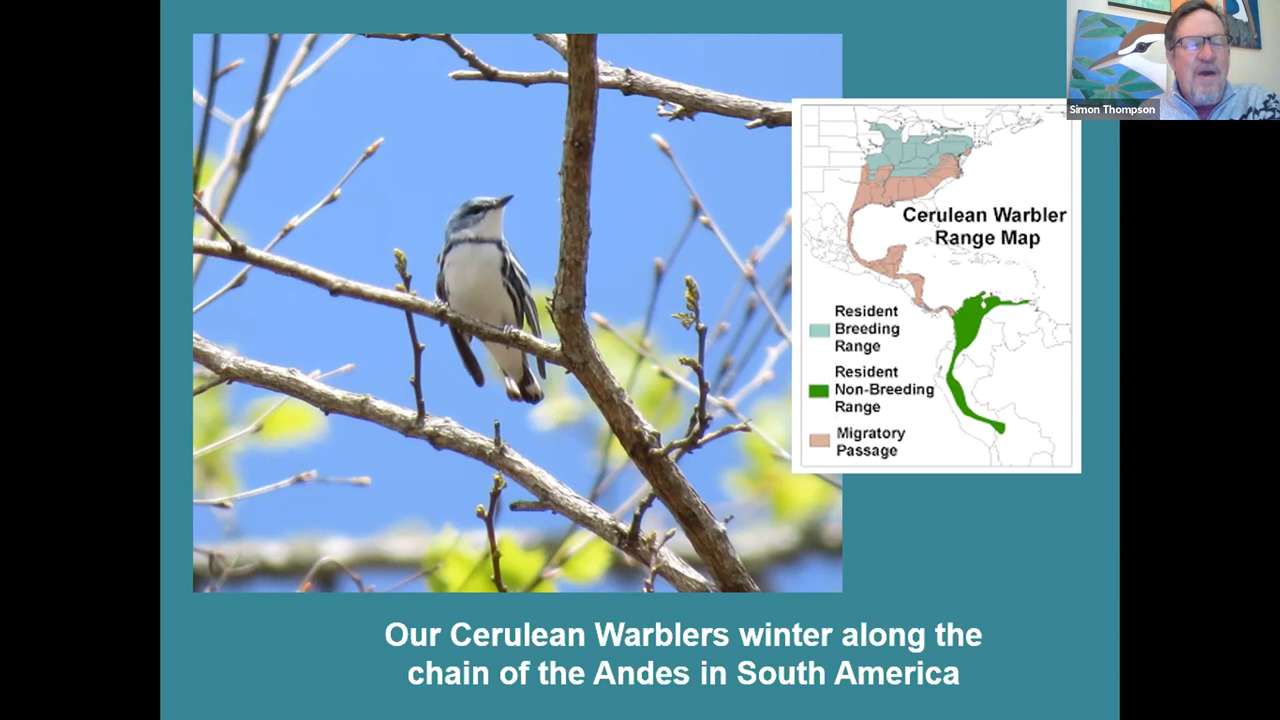 Simon Thompson
Cerulean Warbler
Range Map
Resident
Breeding
Range
Resident
Non-Breeding
Range
Migratory
Passage
Our Cerulean Warblers winter along the
chain of the Andes in South America